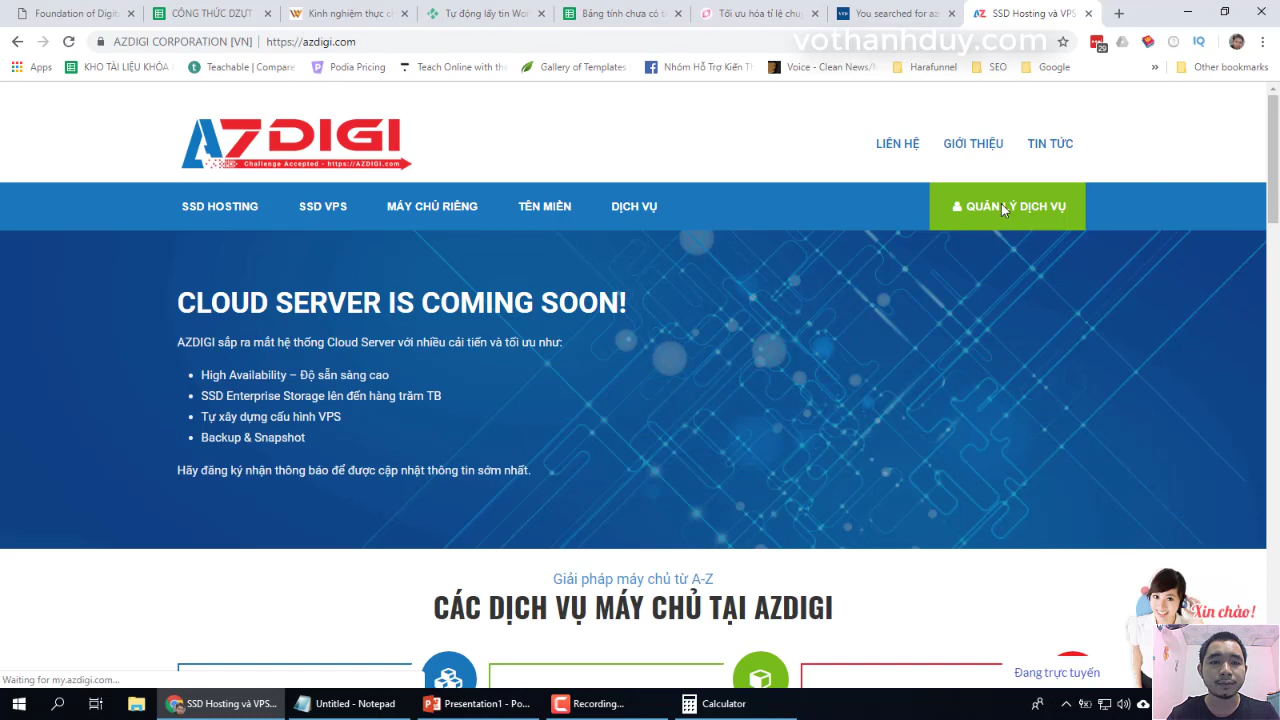 Fundamentals of Digita
CÔNG THỨC DZỰT
Kinh nghiệm thực c
Tự động lấy tin Wor
Bảng tính chưa có t
Tối ưu hóa tỉ lệ chu
You searched for az
SSD Hosting và VPS
AZDIGI CORPORATION [VN] | https://azdigi.com
vothanhduy.com
29
IQ
Apps
KHO TÀI LIỆU KHÓA
Teachable | Compare
Podia Pricing
Teach Online with the
Gallery of Templates
Nhóm Hỗ Trợ Kiến Th
Voice - Clean News/M
Harafunnel
SEO
Google
»
Other bookmarks
AZDIGI
Challenge Accepted - https://AZDIGI.com
LIÊN HỆ
GIỚI THIỆU
TIN TỨC
SSD HOSTING
SSD VPS
MÁY CHỦ RIÊNG
TÊN MIỀN
DỊCH VỤ
QUẢN LÝ DỊCH VỤ
CLOUD SERVER IS COMING SOON!
AZDIGI sắp ra mắt hệ thống Cloud Server với nhiều cải tiến và tối ưu như:
• High Availability – Độ sẵn sàng cao
• SSD Enterprise Storage lên đến hàng trăm TB
• Tự xây dựng cấu hình VPS
• Backup & Snapshot
Hãy đăng ký nhận thông báo để được cập nhật thông tin sớm nhất.
Giải pháp máy chủ từ A-Z
CÁC DỊCH VỤ MÁY CHỦ TẠI AZDIGI
Xin chào!
Đang trực tuyến
Waiting for my.azdigi.com...
SSD Hosting và VPS...
Untitled - Notepad
Presentation1 - Po...
Recording...
Calculator